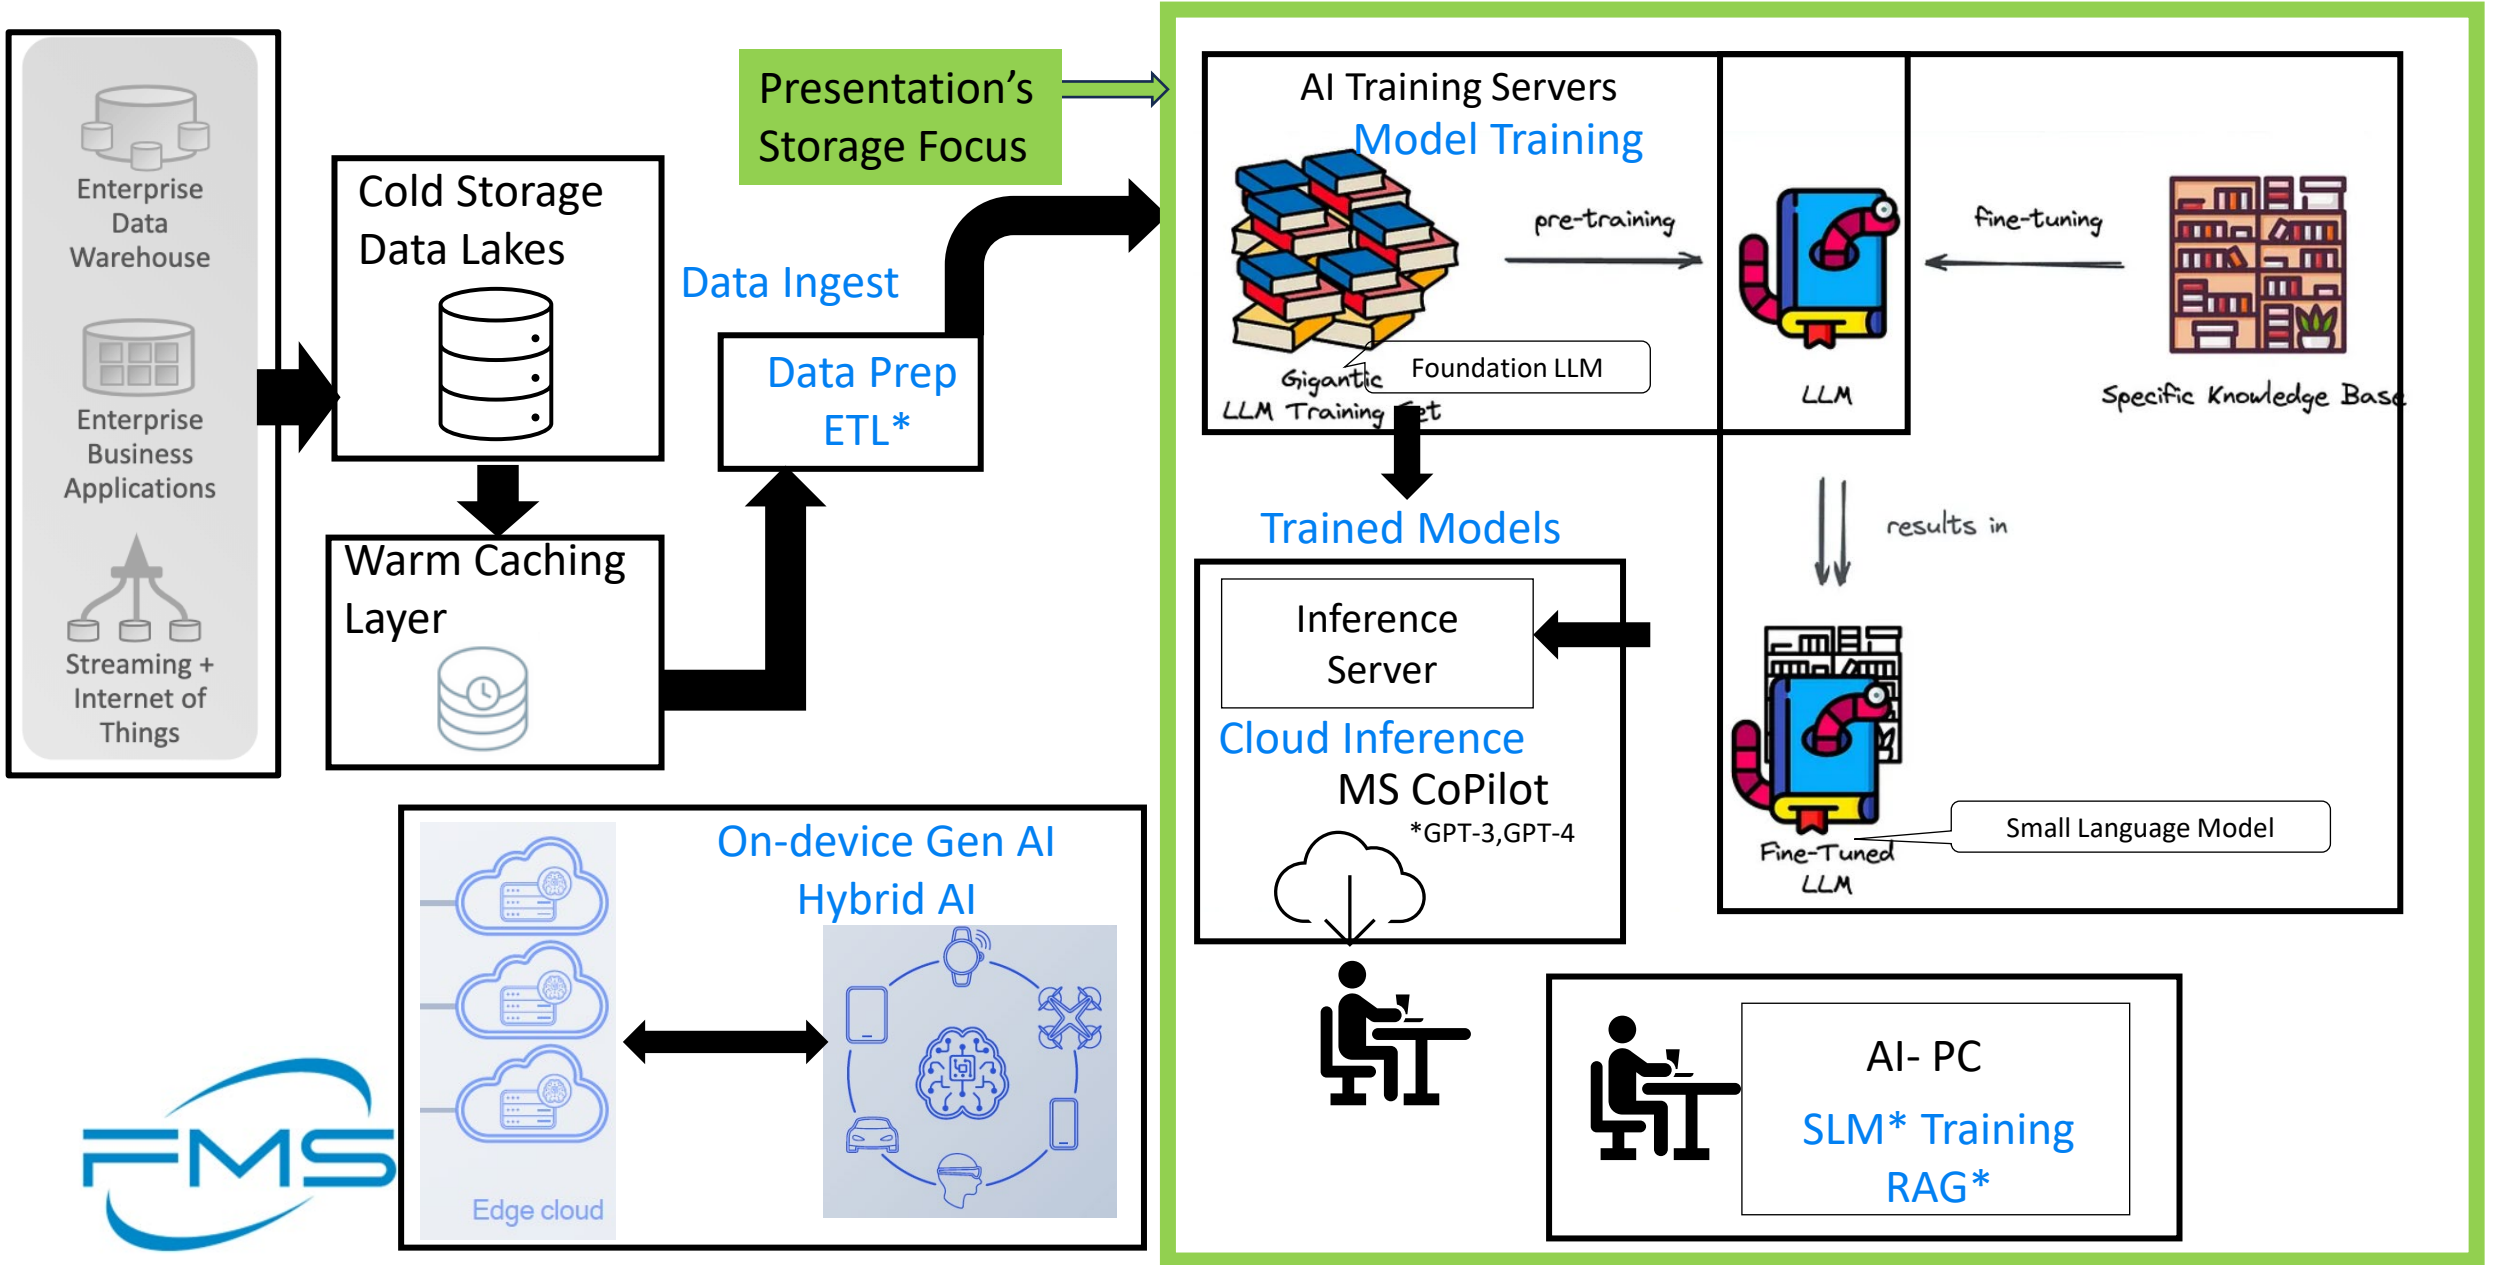 Enterprise
Data
Warehouse
Enterprise
Business
Applications
Streaming +
Internet of
Things
Cold Storage
Data Lakes
Warm Caching
Layer
Data Ingest
Data Prep
ETL*
Presentation's
Storage Focus
AI Training Servers
Model Training
pre-training
fine-tuning
Foundation LLM
Gigantic
LLM Training Set
LLM
Specific Knowledge Base
results in
Trained Models
Inference
Server
Cloud Inference
MS CoPilot
*GPT-3,GPT-4
Small Language Model
Fine-Tuned
LLM
On-device Gen AI
Hybrid AI
Edge cloud
FMS
AI- PC
SLM* Training
RAG*